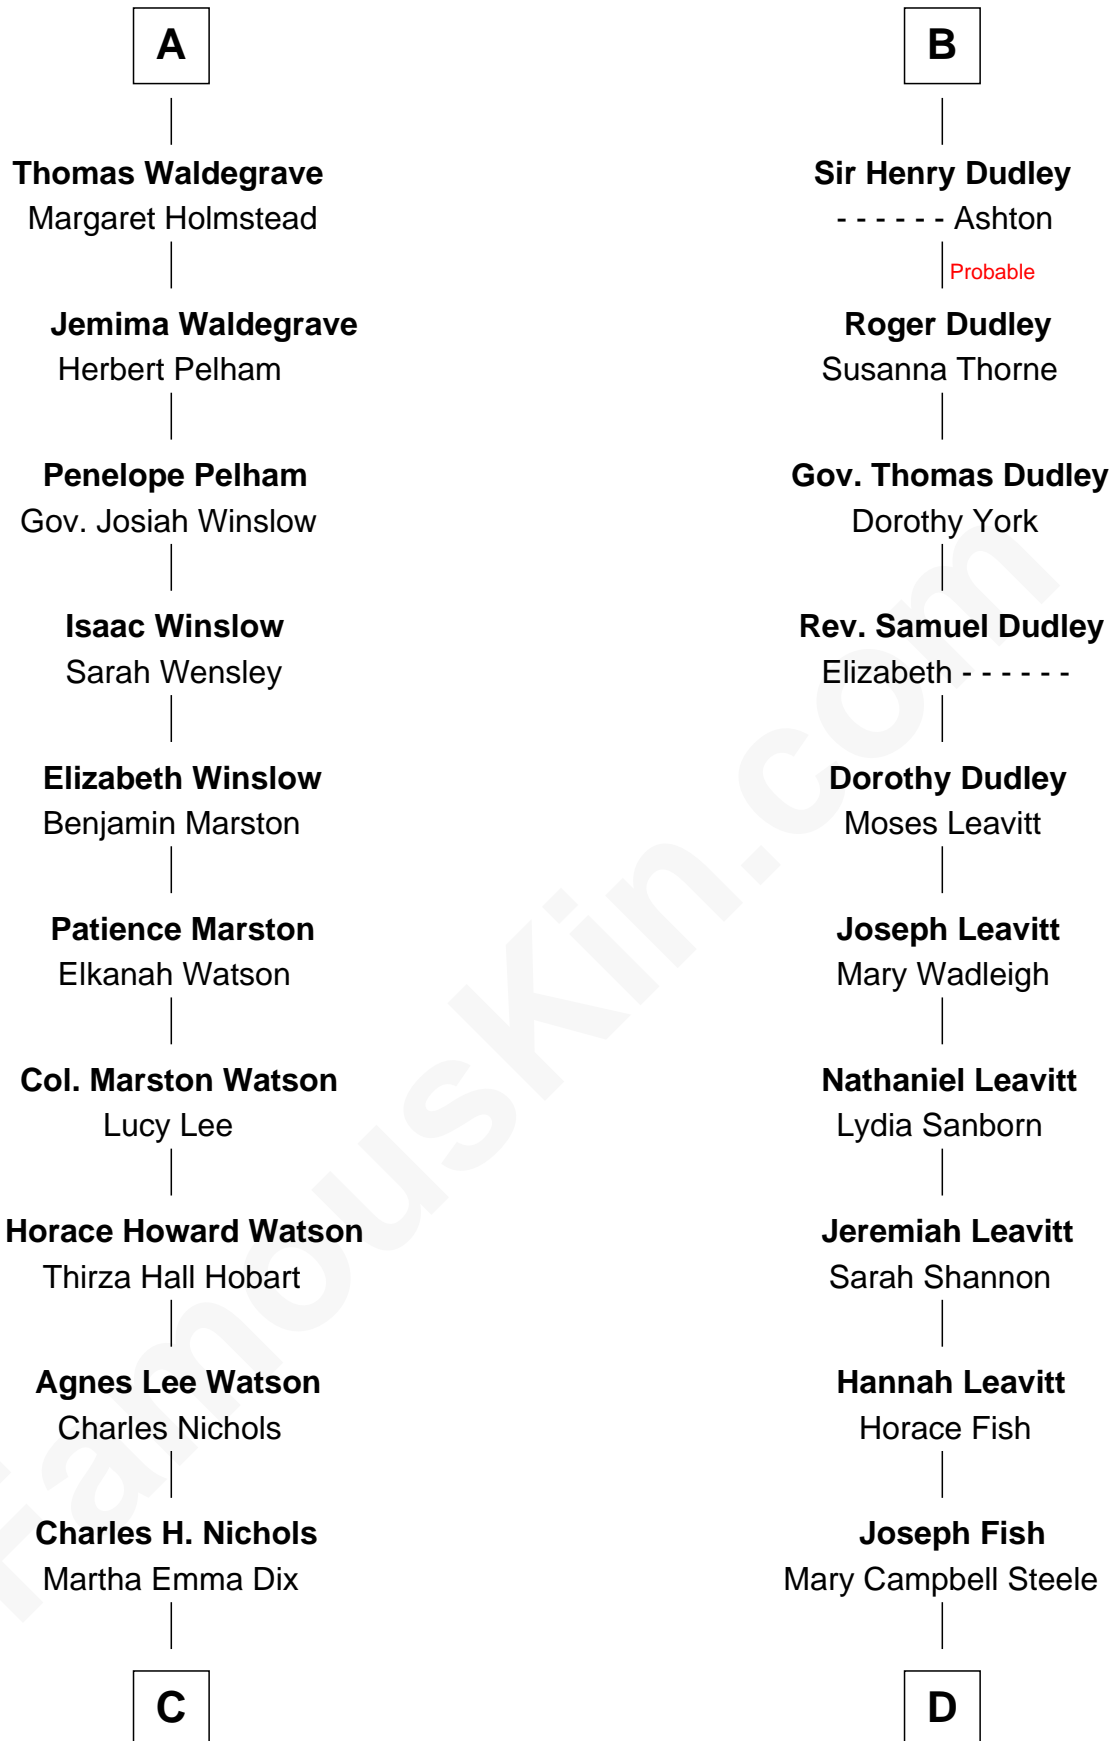 A
Thomas Waldegrave
Margaret Holmstead
Jemima Waldegrave
Herbert Pelham
Penelope Pelham
Gov. Josiah Winslow
Isaac Winslow
Sarah Wensley
Elizabeth Winslow
Benjamin Marston
Patience Marston
Elkanah Watson
Col. Marston Watson
Lucy Lee
Horace Howard Watson
Thirza Hall Hobart
Agnes Lee Watson
Charles Nichols
Charles H. Nichols
Martha Emma Dix
C
B
Sir Henry Dudley
- - - - - - Ashton
Probable
Roger Dudley
Susanna Thorne
Gov. Thomas Dudley
Dorothy York
Rev. Samuel Dudley
Elizabeth - - - - - -
Dorothy Dudley
Moses Leavitt
Joseph Leavitt
Mary Wadleigh
Nathaniel Leavitt
Lydia Sanborn
Jeremiah Leavitt
Sarah Shannon
Hannah Leavitt
Horace Fish
Joseph Fish
Mary Campbell Steele
D
FamousKin.com